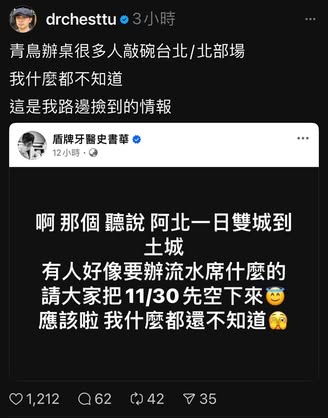 drchesttu 3小時
青鳥辦桌很多人敲碗台北/北部場
我什麼都不知道
這是我路邊撿到的情報
盾牌牙醫史書華
12小時·
啊 那個 聽說 阿北一日雙城到
土城
有人好像要辦流水席什麼的
請大家把 11/30 先空下來😇
應該啦 我什麼都還不知道🫣
1,212 62 42 35